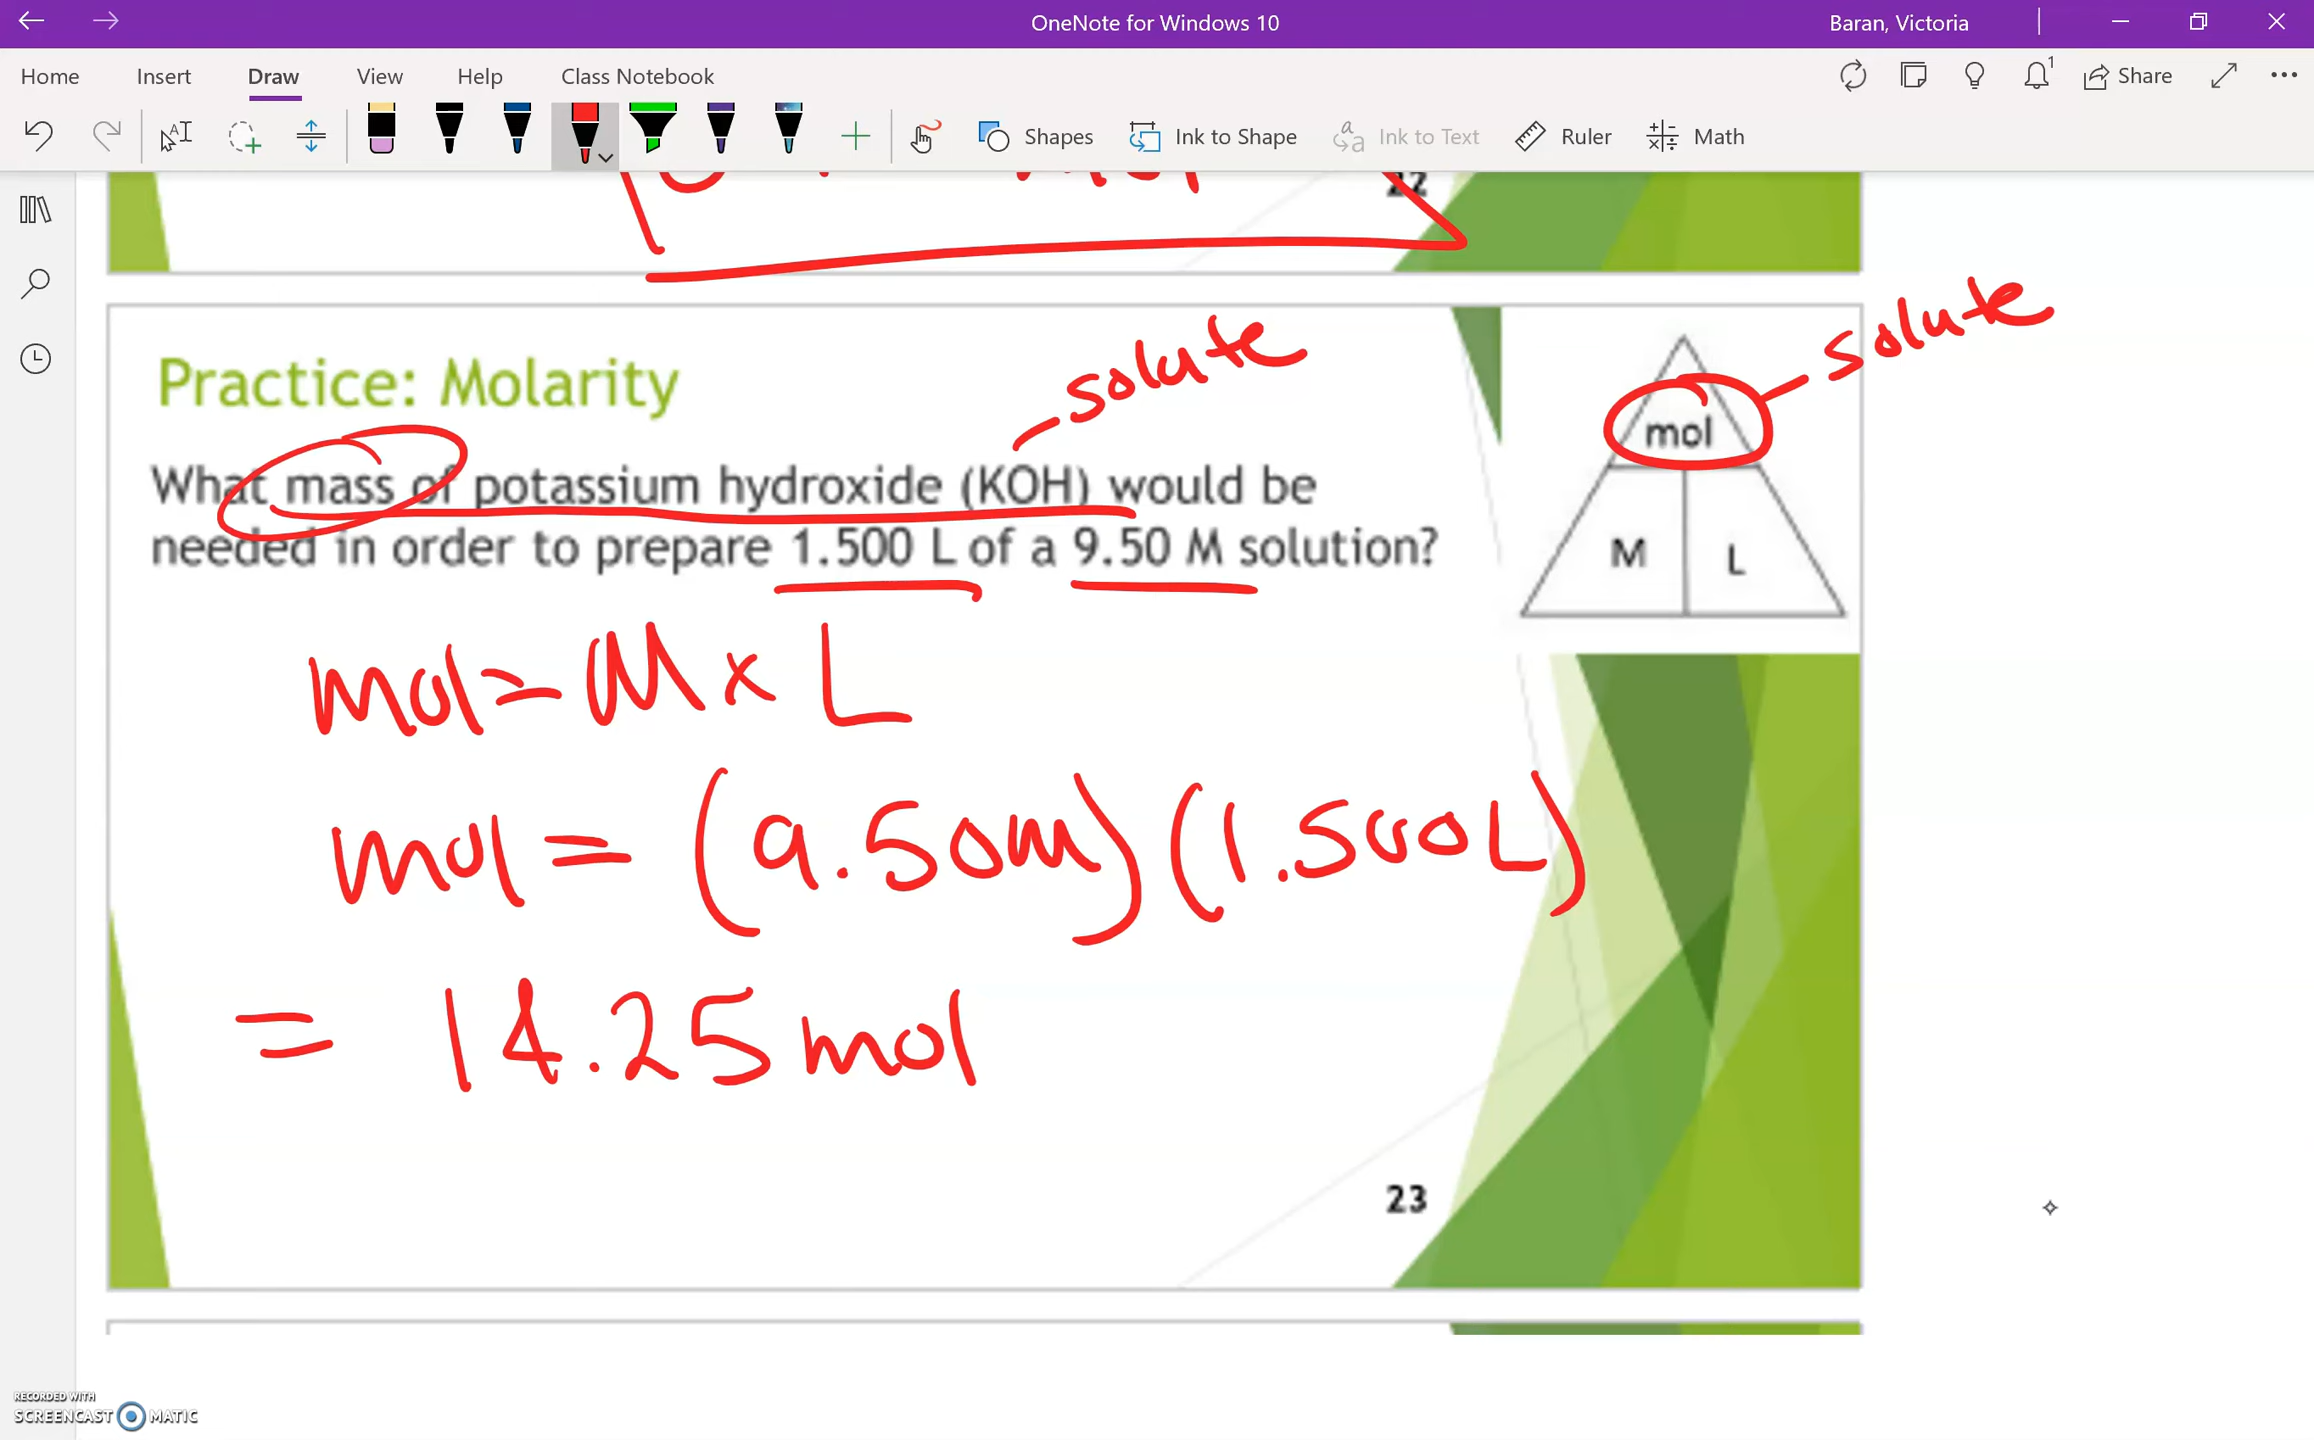 OneNote for Windows 10
Baran, Victoria
Home Insert Draw View Help Class Notebook
1 Share
Shapes Ink to Shape Ink to Text Ruler Math
22
solute
solute
Practice: Molarity
What mass of potassium hydroxide (KOH) would be
needed in order to prepare 1.500 L of a 9.50 M solution?
mol
M L
mol = M x L
mol = (9.50M)(1.500L)
= 14.25 mol
23
RECORDED WITH
SCREENCAST MATIC